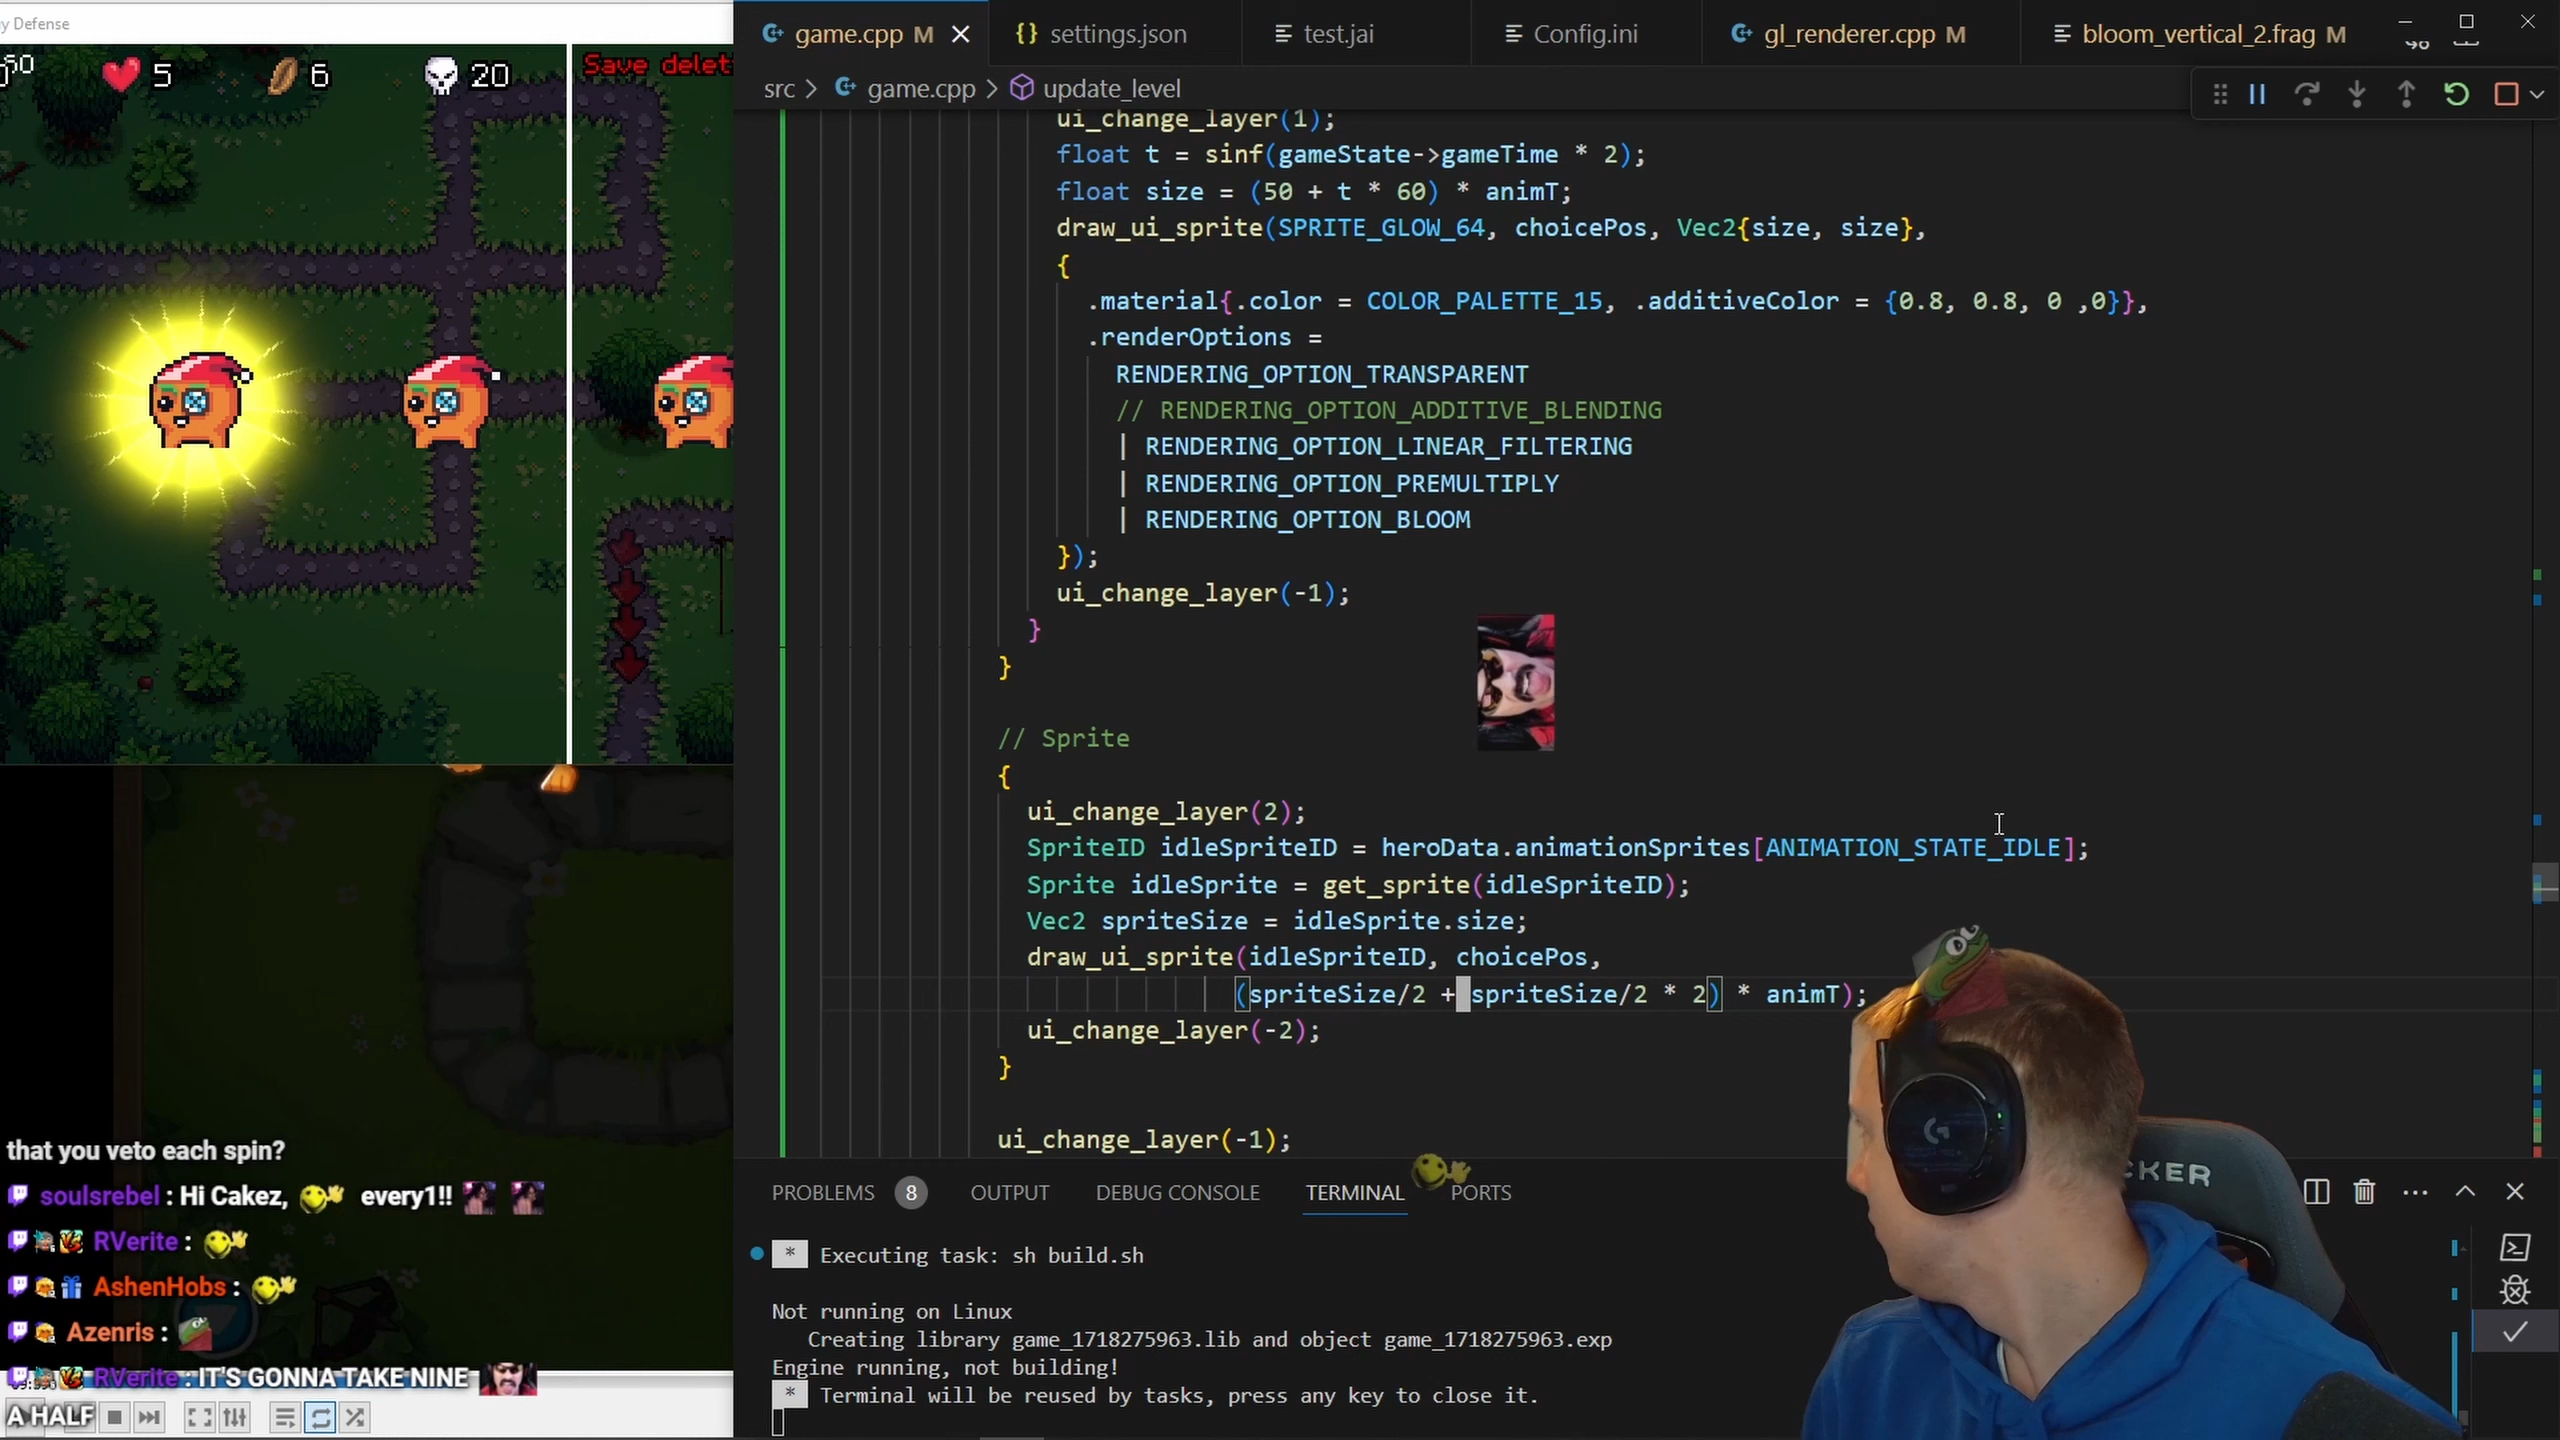 y Defense
50
5
6
20
Save delet
game.cpp M
settings.json
test.jai
Config.ini
gl_renderer.cpp M
bloom_vertical_2.frag M
src > game.cpp > update_level
ui_change_layer(1);
float t = sinf(gameState->gameTime * 2);
float size = (50 + t * 60) * animT;
draw_ui_sprite(SPRITE_GLOW_64, choicePos, Vec2{size, size},
{
.material{.color = COLOR_PALETTE_15, .additiveColor = {0.8, 0.8, 0 ,0}},
.renderOptions =
RENDERING_OPTION_TRANSPARENT
// RENDERING_OPTION_ADDITIVE_BLENDING
| RENDERING_OPTION_LINEAR_FILTERING
| RENDERING_OPTION_PREMULTIPLY
| RENDERING_OPTION_BLOOM
});
ui_change_layer(-1);
}
}
// Sprite
{
ui_change_layer(2);
SpriteID idleSpriteID = heroData.animationSprites[ANIMATION_STATE_IDLE];
Sprite idleSprite = get_sprite(idleSpriteID);
Vec2 spriteSize = idleSprite.size;
draw_ui_sprite(idleSpriteID, choicePos,
(spriteSize/2 + spriteSize/2 * 2) * animT);
ui_change_layer(-2);
}
ui_change_layer(-1);
that you veto each spin?
soulsrebel : Hi Cakez, every1!!
RVerite :
AshenHobs :
Azenris :
RVerite : IT'S GONNA TAKE NINE
A HALF
PROBLEMS 8
OUTPUT
DEBUG CONSOLE
TERMINAL
PORTS
* Executing task: sh build.sh
Not running on Linux
Creating library game_1718275963.lib and object game_1718275963.exp
Engine running, not building!
* Terminal will be reused by tasks, press any key to close it.
CKER